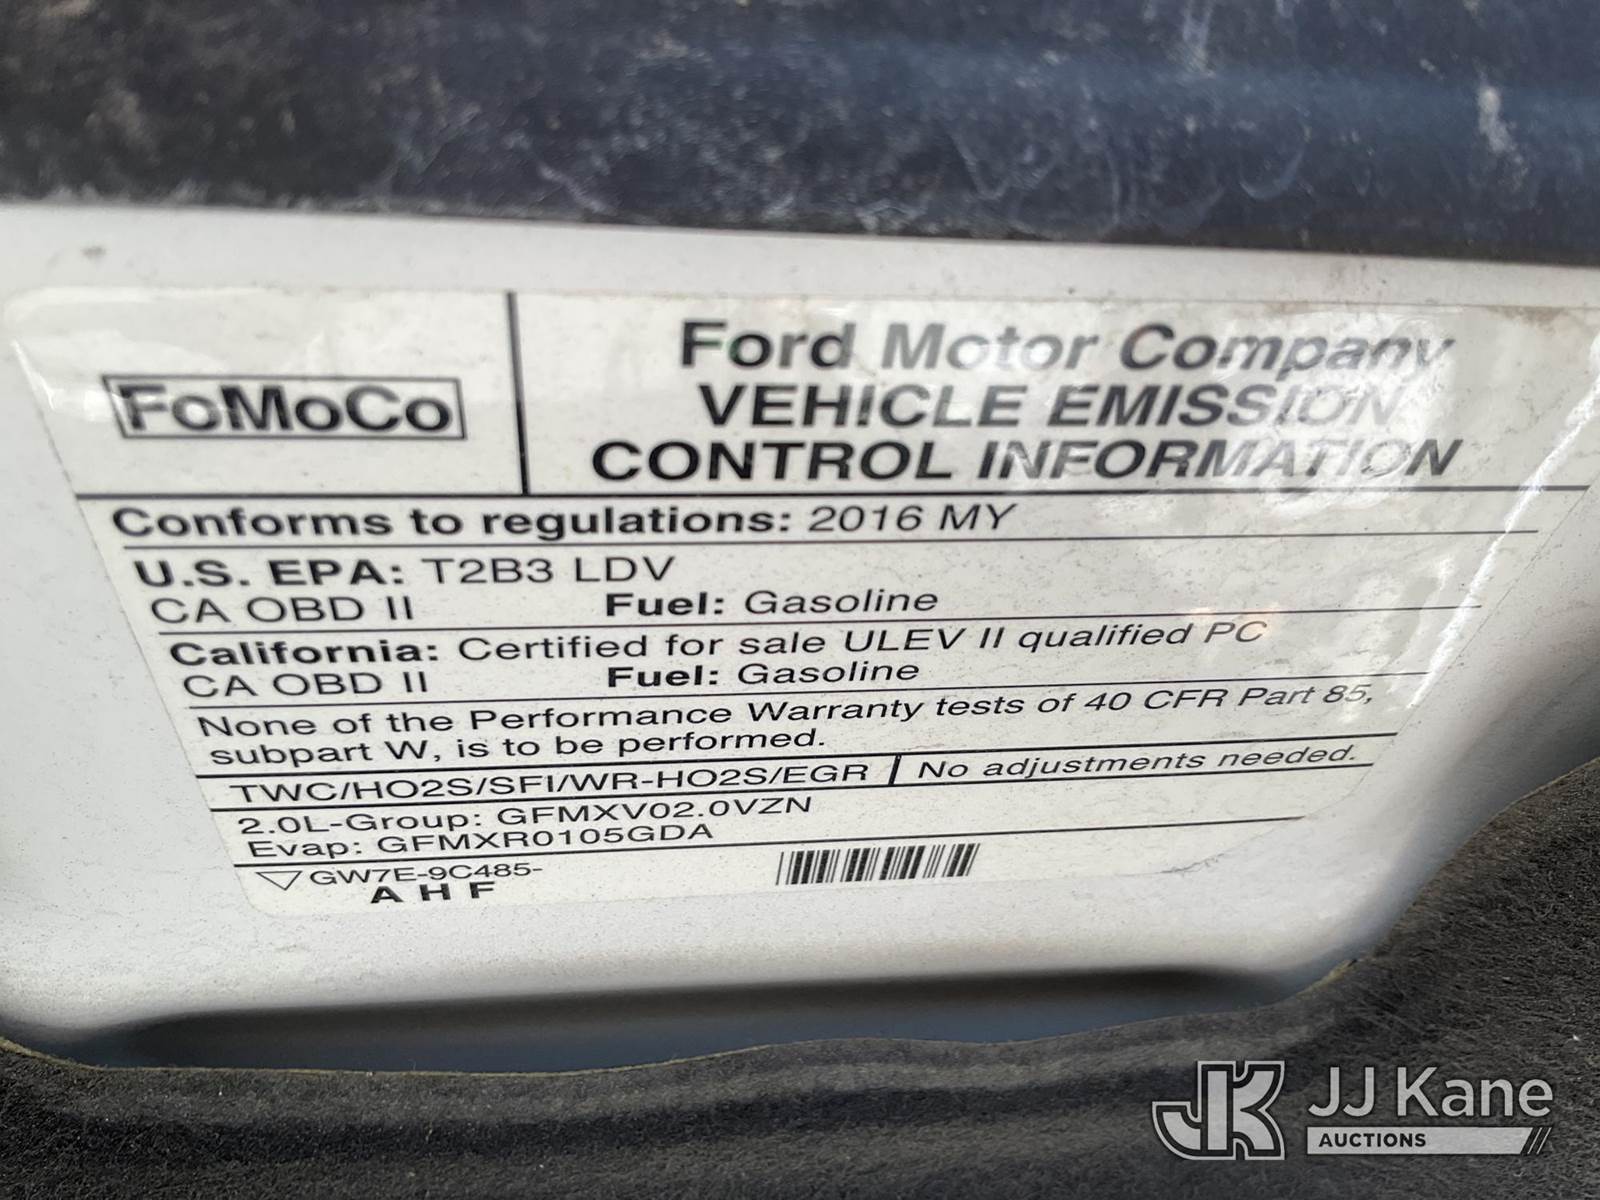 FoMoCo
Ford Motor Company
VEHICLE EMISSION
CONTROL INFORMATION
Conforms to regulations: 2016 MY
U.S. EPA: T2B3 LDV
CA OBD II Fuel: Gasoline
California: Certified for sale ULEV II qualified PC
CA OBD II Fuel: Gasoline
None of the Performance Warranty tests of 40 CFR Part 85,
subpart W, is to be performed.
TWC/HO2S/SFI/WR-HO2S/EGR No adjustments needed.
2.0L-Group: GFMXV02.0VZN
Evap: GFMXR0105GDA
GW7E-9C485-
A H F
JK JJ Kane
AUCTIONS